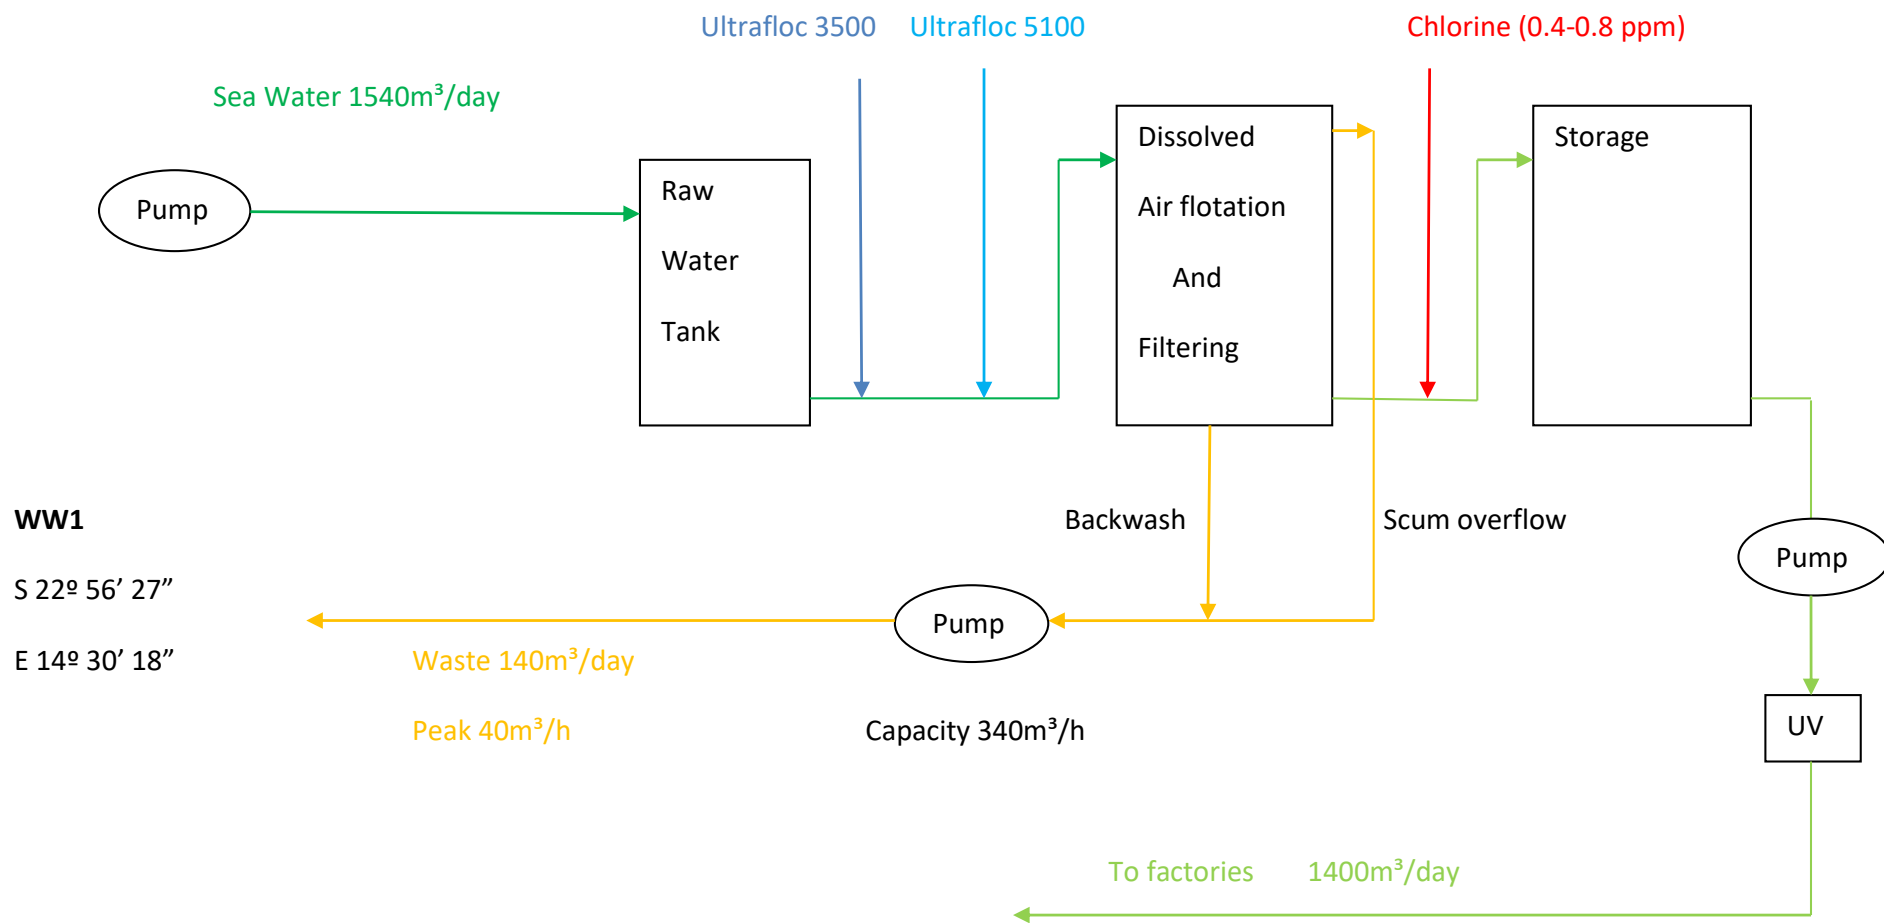 Ultrafloc 3500 Ultrafloc 5100 Chlorine (0.4-0.8 ppm)
Sea Water 1540m³/day
Pump
Raw
Water
Tank
Dissolved
Air flotation
And
Filtering
Storage
Backwash
Scum overflow
Pump
WW1
S 22º 56’ 27”
E 14º 30’ 18”
Pump
Waste 140m³/day
Peak 40m³/h
Capacity 340m³/h
UV
To factories 1400m³/day